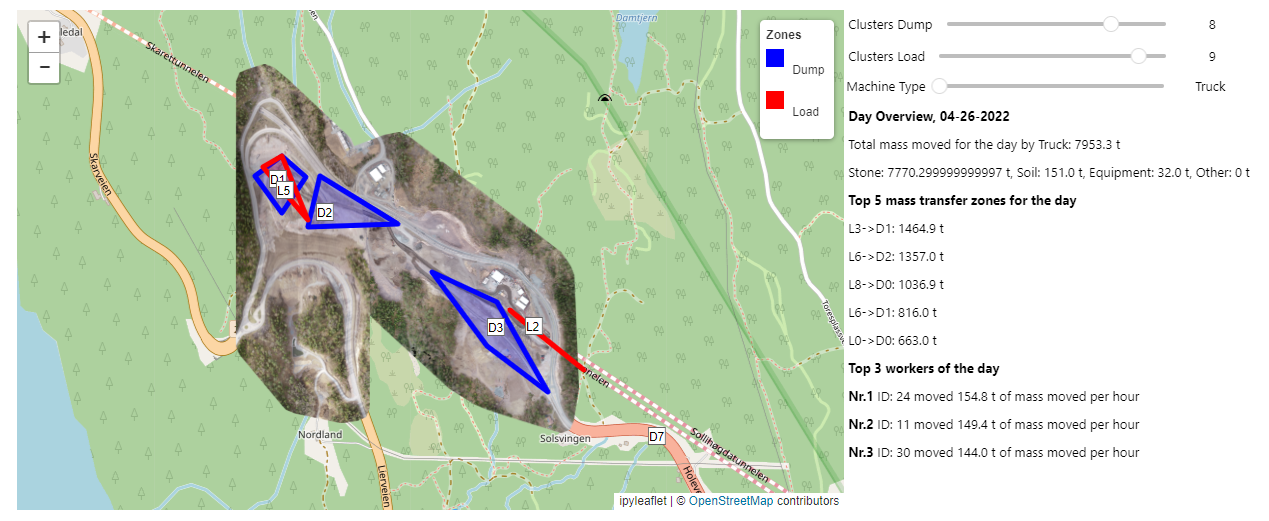 +
−
ledal
Skarettunnelen
en
Damtjern
Zones
Dump
Load
Skarveien
D1
L5
D2
D3
L2
nelen
Toresplassv
Nordland
Solsvingen
D7
Sollihøgdatunnelen
Lierveien
Holeve
ipyleaflet | © OpenStreetMap contributors
Clusters Dump 8
Clusters Load 9
Machine Type Truck
Day Overview, 04-26-2022
Total mass moved for the day by Truck: 7953.3 t
Stone: 7770.299999999997 t, Soil: 151.0 t, Equipment: 32.0 t, Other: 0 t
Top 5 mass transfer zones for the day
L3->D1: 1464.9 t
L6->D2: 1357.0 t
L8->D0: 1036.9 t
L6->D1: 816.0 t
L0->D0: 663.0 t
Top 3 workers of the day
Nr.1 ID: 24 moved 154.8 t of mass moved per hour
Nr.2 ID: 11 moved 149.4 t of mass moved per hour
Nr.3 ID: 30 moved 144.0 t of mass moved per hour